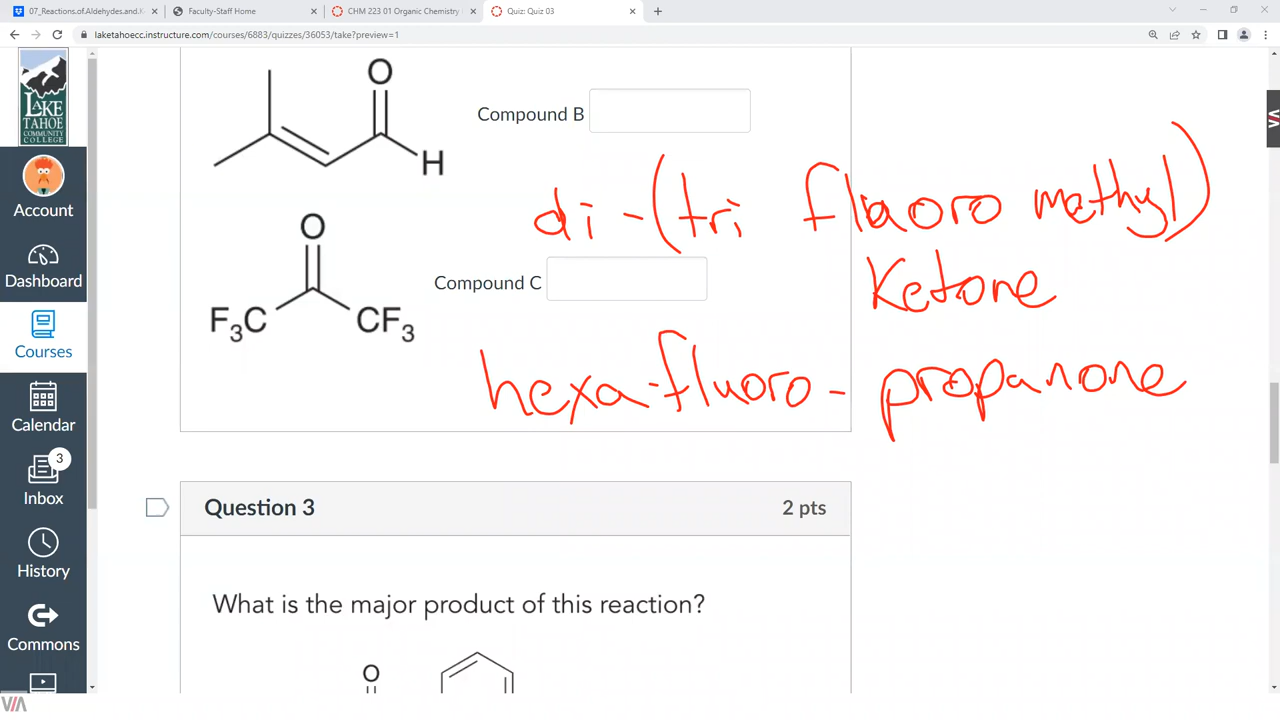 07_Reactions.of.Aldehydes.and.K
Faculty-Staff Home
CHM 223 01 Organic Chemistry
Quiz: Quiz 03
laketahoecc.instructure.com/courses/6883/quizzes/36053/take?preview=1
LAKE
TAHOE
COMMUNITY
COLLEGE
Account
Dashboard
Courses
Calendar
3
Inbox
History
Commons
O
H
Compound B
di-(tri fluoro methyl)
Ketone
O
F3C
CF3
Compound C
hexa-fluoro-propanone
Question 3
2 pts
What is the major product of this reaction?
O
VIA